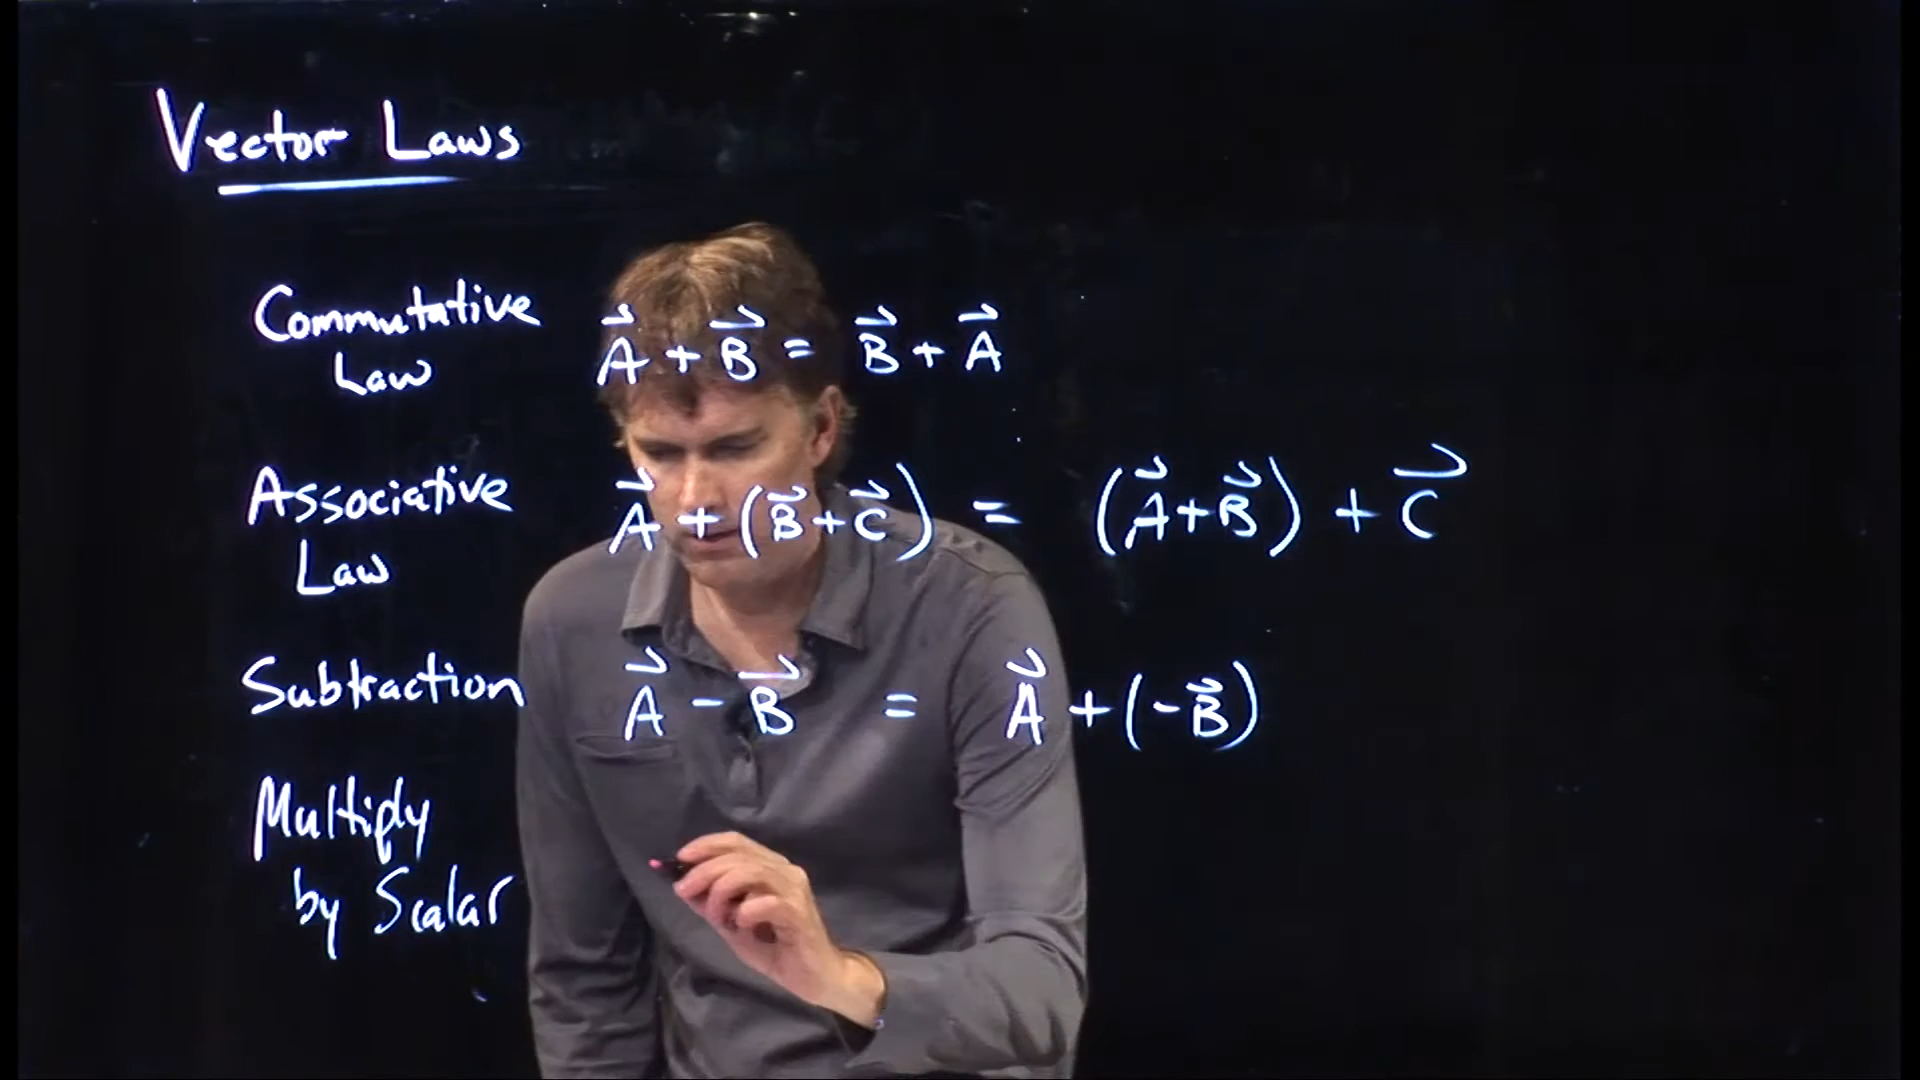 Vector Laws
Commutative
Law
A⃗ + B⃗ = B⃗ + A⃗
Associative
Law
A⃗ + (B⃗ + C⃗) = (A⃗ + B⃗) + C⃗
Subtraction
A⃗ - B⃗ = A⃗ + (-B⃗)
Multiply
by Scalar